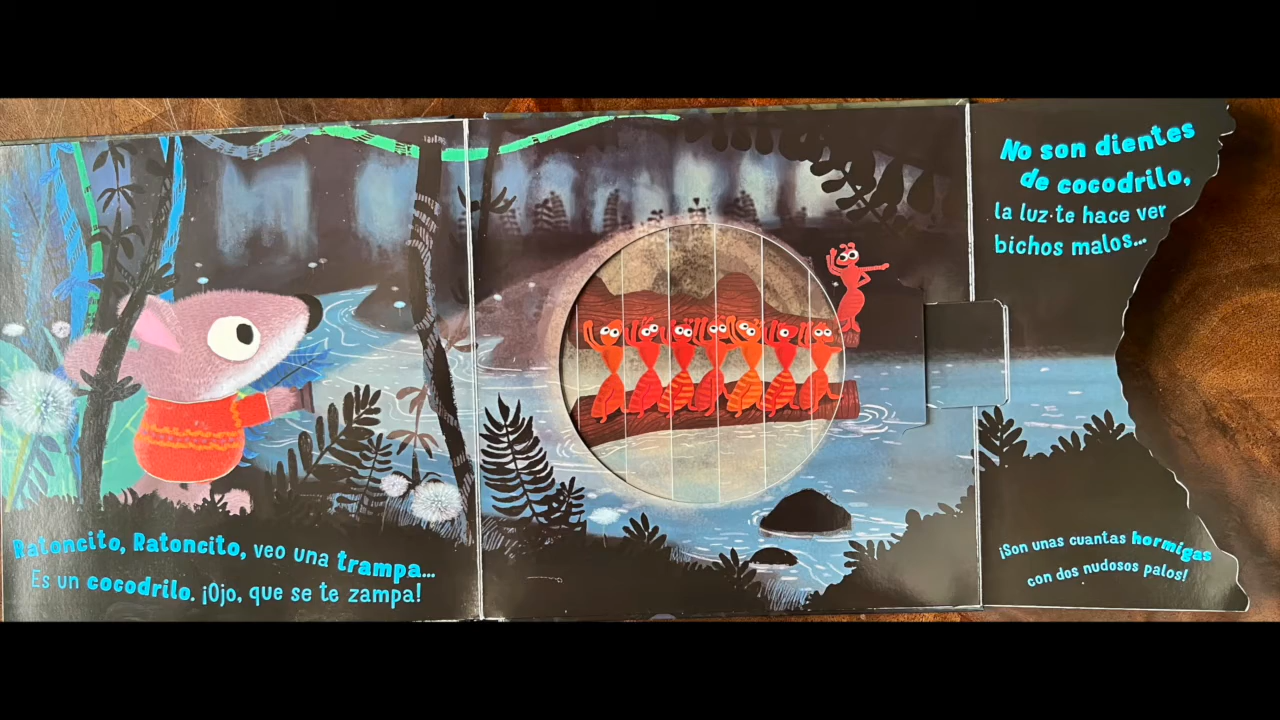 Ratoncito, Ratoncito, veo una trampa...
Es un cocodrilo. ¡Ojo, que se te zampa!
No son dientes
de cocodrilo,
la luz te hace ver
bichos malos...
¡Son unas cuantas hormigas
con dos nudosos palos!